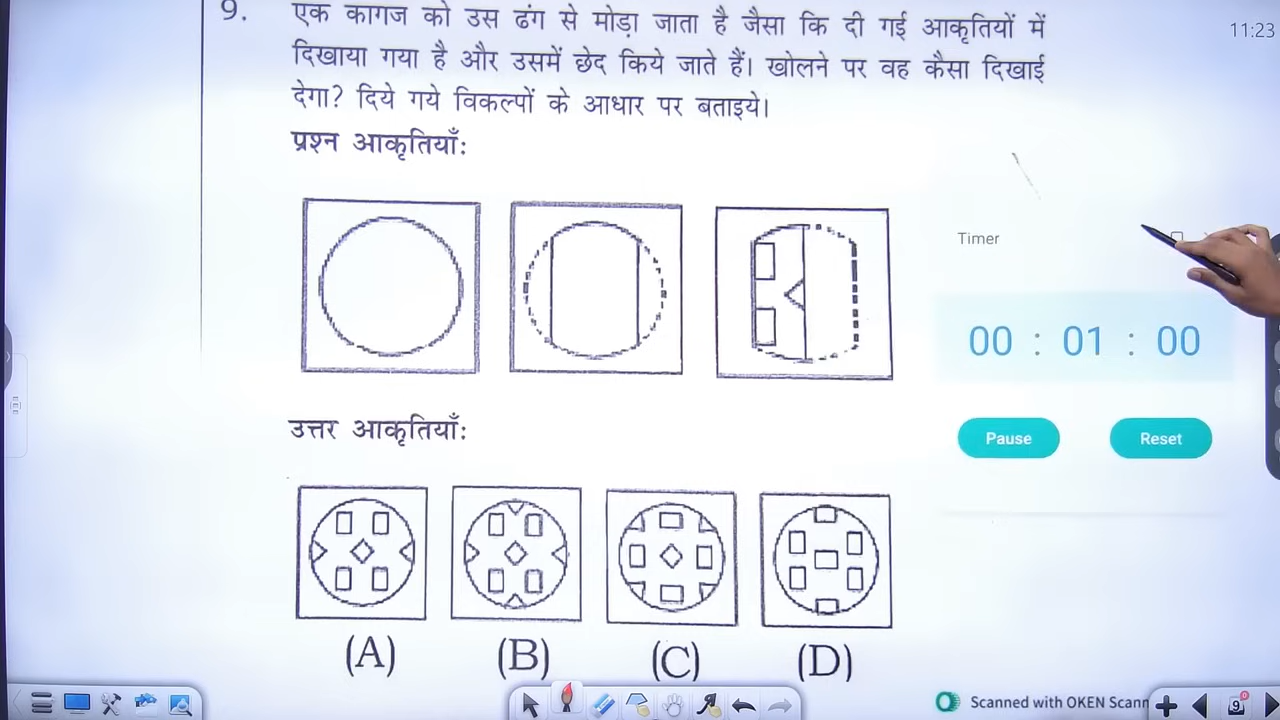 11:23
9. एक कागज को उस ढंग से मोड़ा जाता है जैसा कि दी गई आकृतियों में
दिखाया गया है और उसमें छेद किये जाते हैं। खोलने पर वह कैसा दिखाई
देगा? दिये गये विकल्पों के आधार पर बताइये।
प्रश्न आकृतियाँ:
Timer
00 : 01 : 00
Pause
Reset
उत्तर आकृतियाँ:
(A) (B) (C) (D)
Scanned with OKEN Scann
9